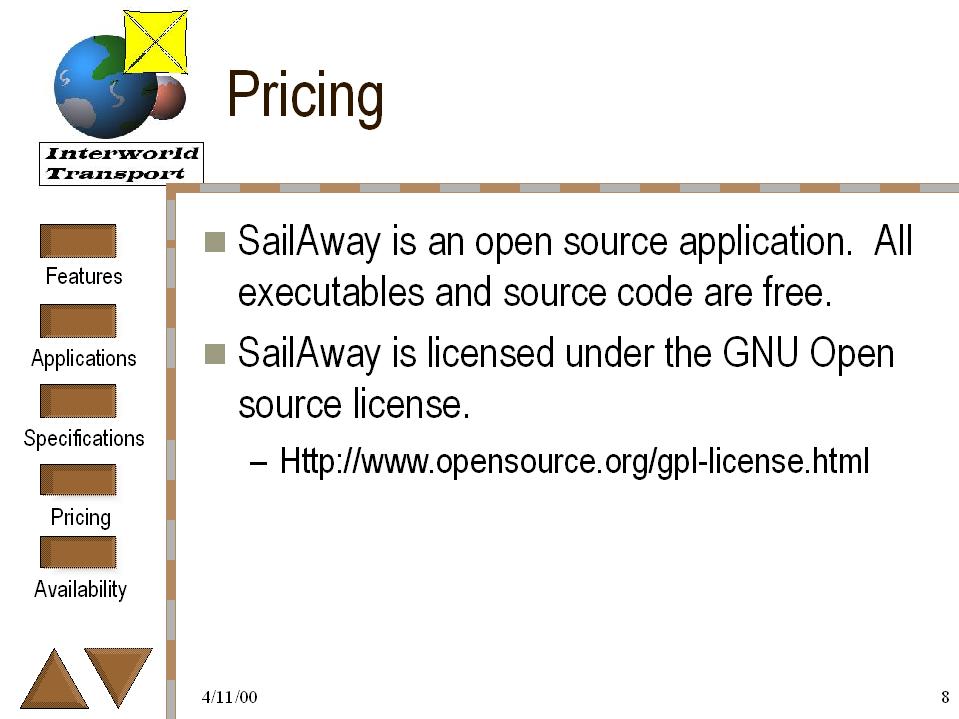 Pricing
Interworld
Transport
Features
Applications
Specifications
Pricing
Availability
SailAway is an open source application.  All
executables and source code are free.
SailAway is licensed under the GNU Open
source license.
– Http://www.opensource.org/gpl-license.html
4/11/00
8